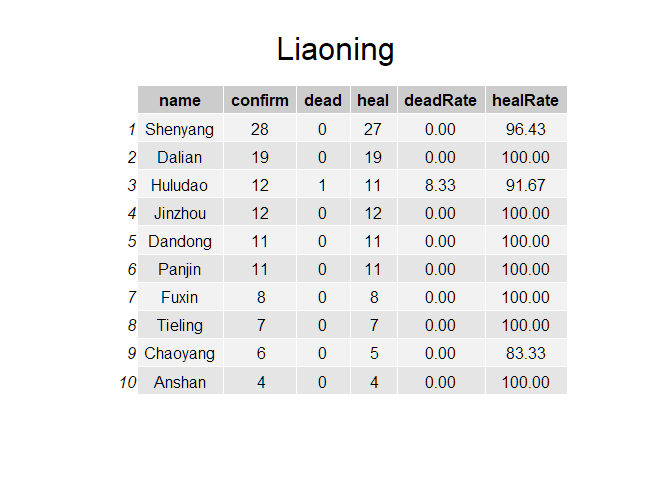 Liaoning
name confirm dead heal deadRate healRate
1 Shenyang 28 0 27 0.00 96.43
2 Dalian 19 0 19 0.00 100.00
3 Huludao 12 1 11 8.33 91.67
4 Jinzhou 12 0 12 0.00 100.00
5 Dandong 11 0 11 0.00 100.00
6 Panjin 11 0 11 0.00 100.00
7 Fuxin 8 0 8 0.00 100.00
8 Tieling 7 0 7 0.00 100.00
9 Chaoyang 6 0 5 0.00 83.33
10 Anshan 4 0 4 0.00 100.00